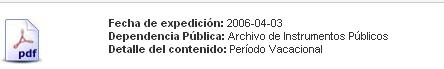 Fecha de expedición: 2006-04-03
Dependencia Pública: Archivo de Instrumentos Públicos
Detalle del contenido: Período Vacacional
pdf